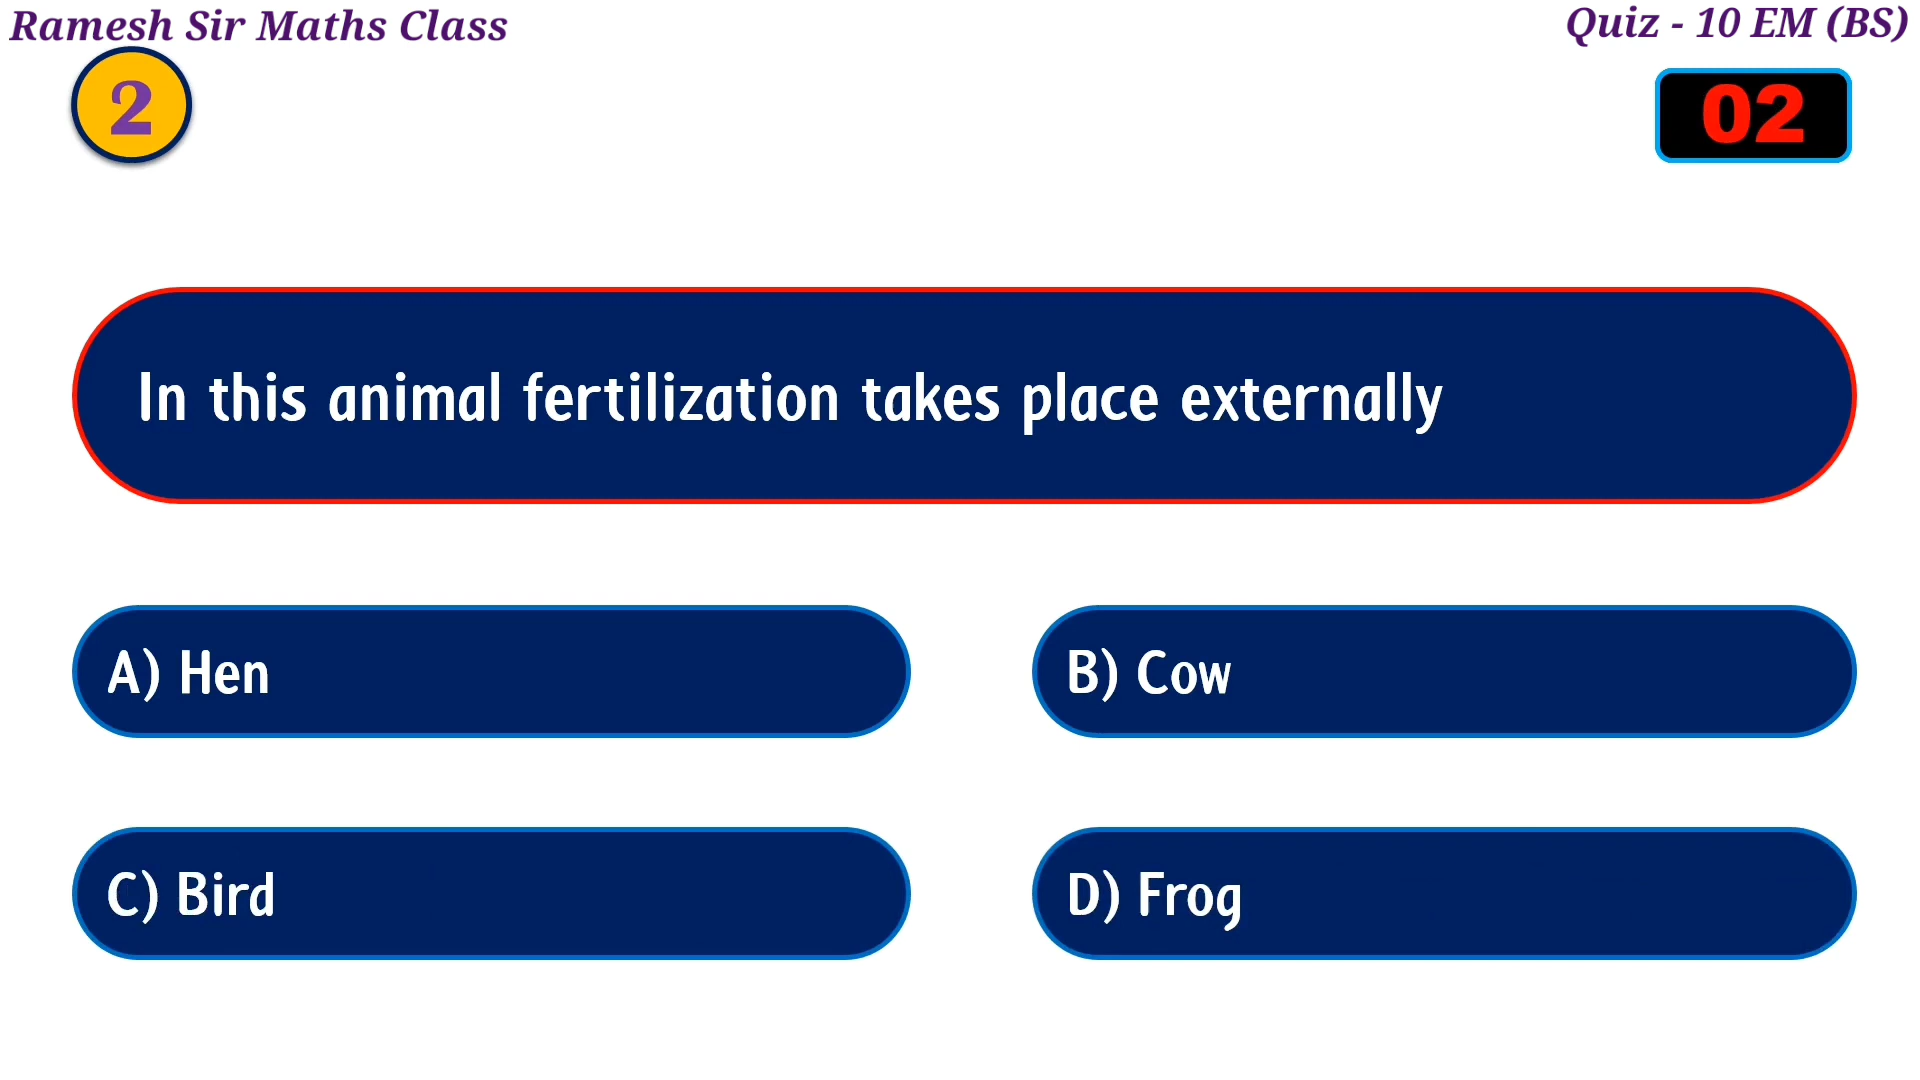 Ramesh Sir Maths Class
Quiz - 10 EM (BS)
2
02
In this animal fertilization takes place externally
A) Hen
B) Cow
C) Bird
D) Frog